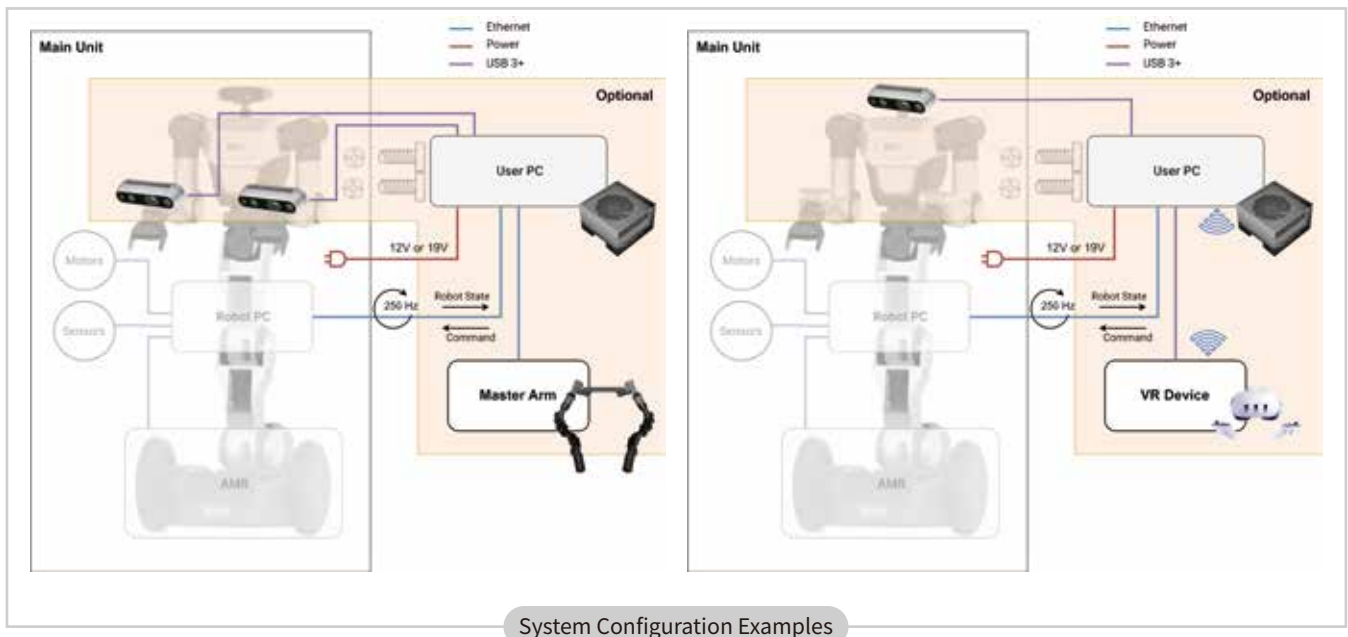 Ethernet
Power
USB 3+
Main Unit
Optional
User PC
12V or 19V
Motors
Sensors
Robot PC
250 Hz
Robot State
Command
Master Arm
AMR
Ethernet
Power
USB 3+
Main Unit
Optional
User PC
12V or 19V
Motors
Sensors
Robot PC
250 Hz
Robot State
Command
VR Device
AMR
System Configuration Examples